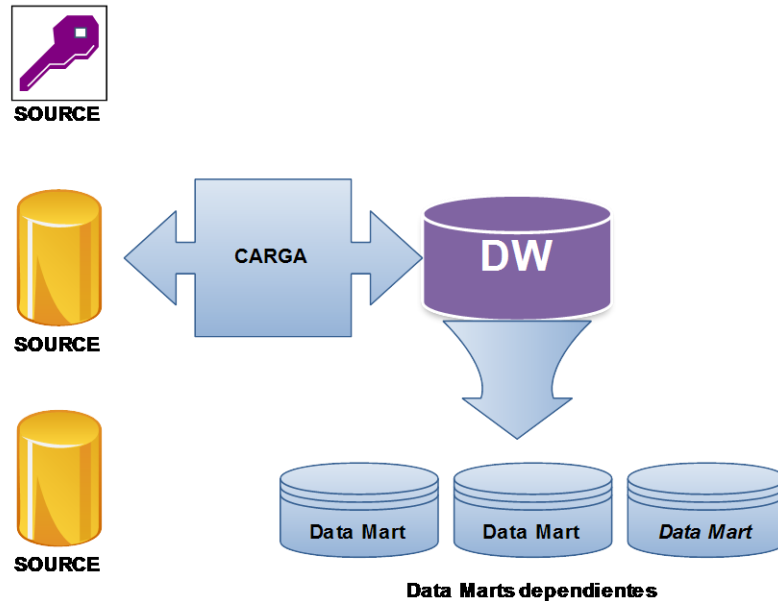 SOURCE
CARGA
DW
SOURCE
Data Mart
Data Mart
Data Mart
SOURCE
Data Marts dependientes